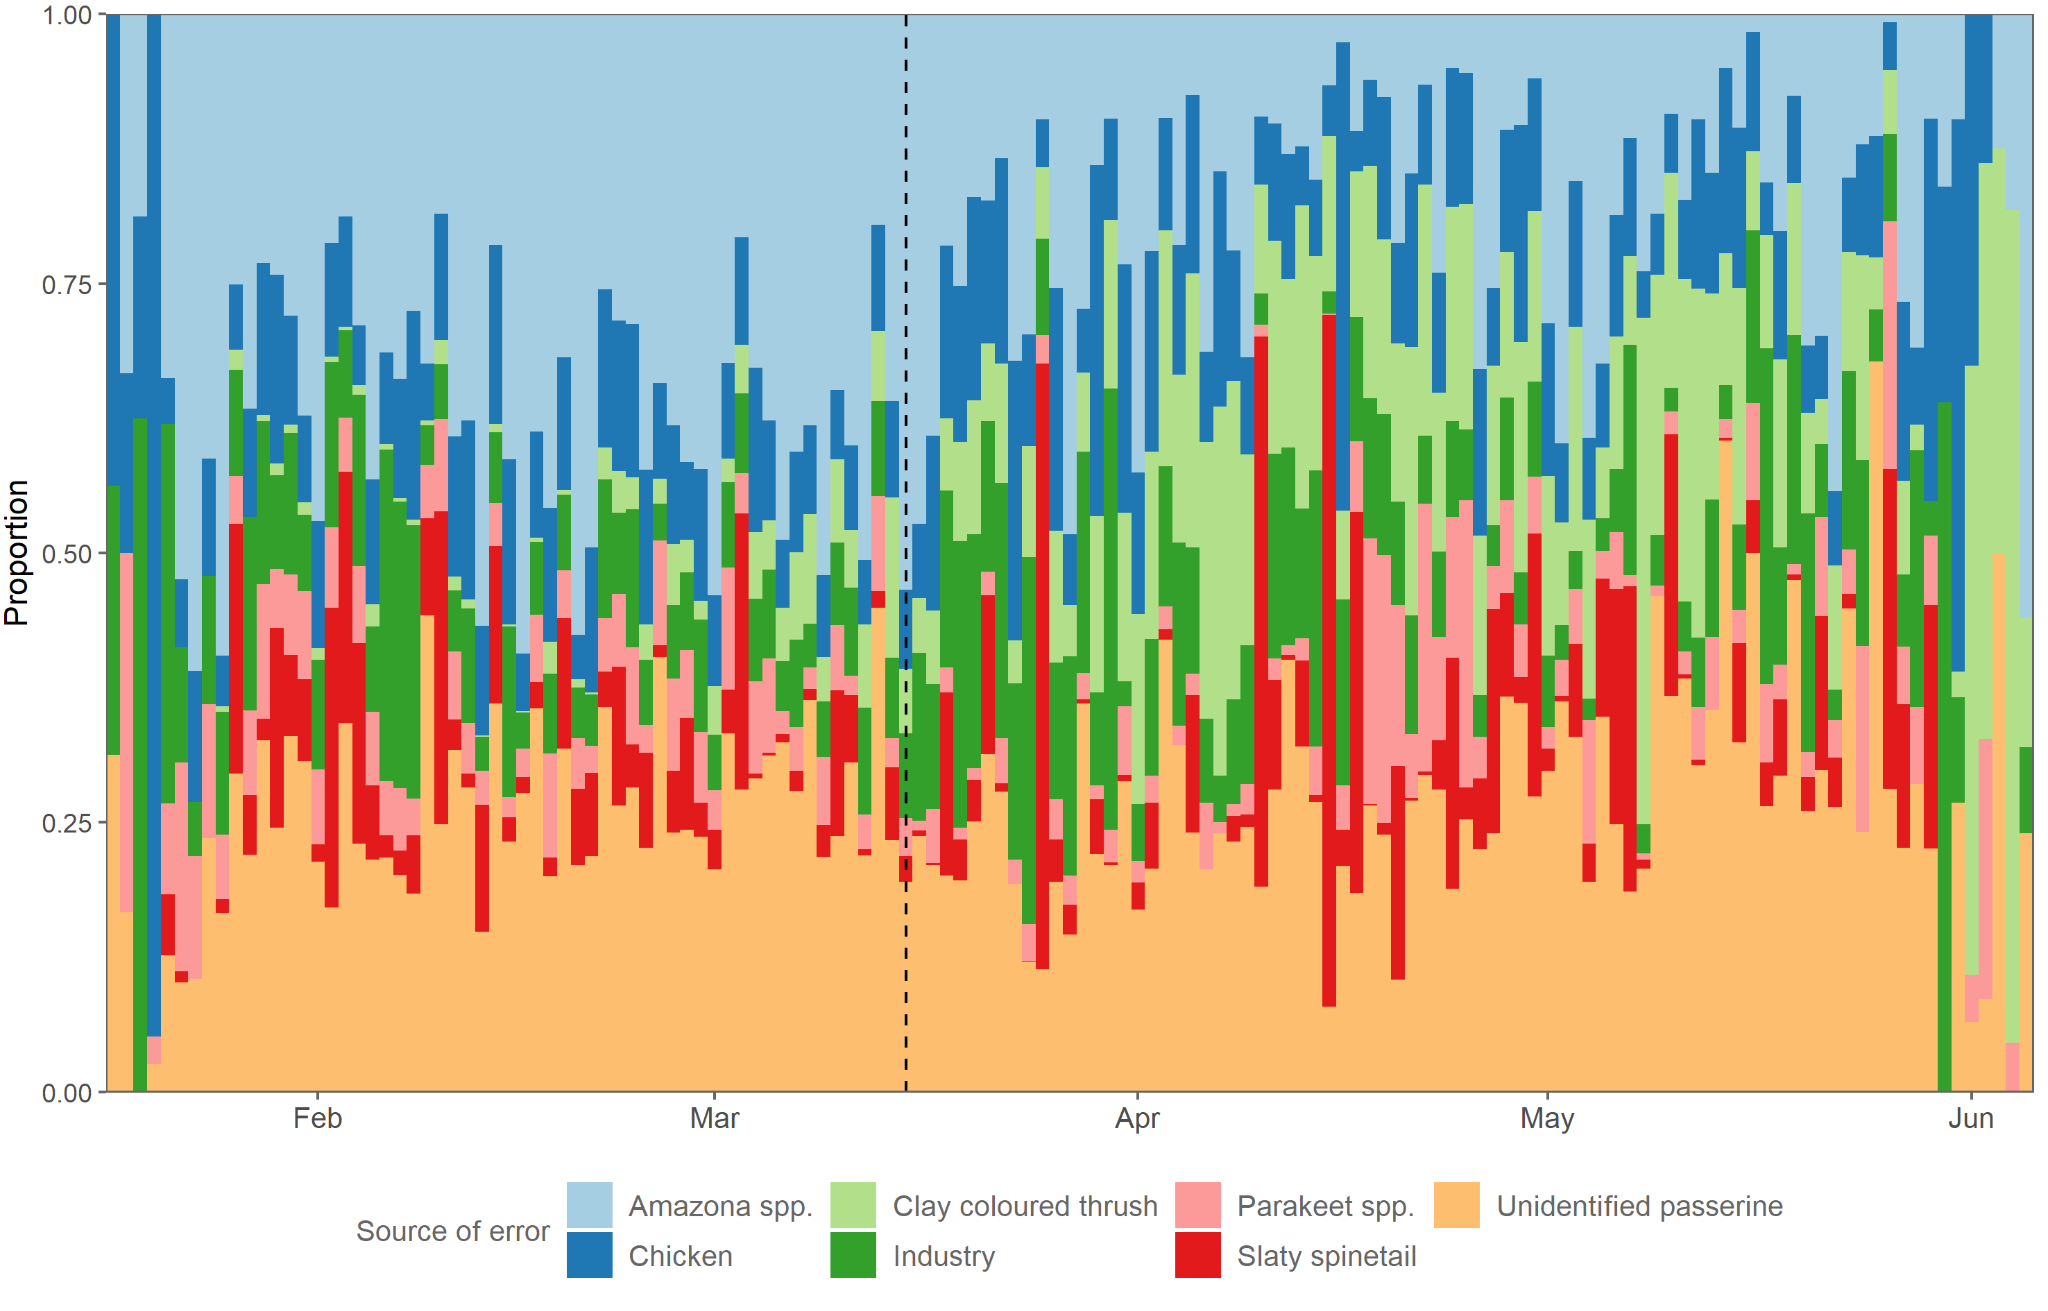 1.00
0.75
0.50
0.25
0.00
Proportion
Feb Mar Apr May Jun
Source of error
Amazona spp. Clay coloured thrush Parakeet spp. Unidentified passerine
Chicken Industry Slaty spinetail